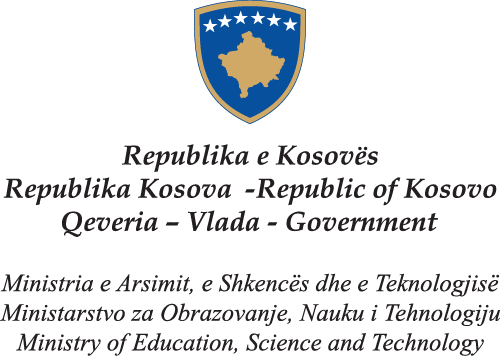 Republika e Kosovës
Republika Kosova -Republic of Kosovo
Qeveria – Vlada - Government
Ministria e Arsimit, e Shkencës dhe e Teknologjisë
Ministarstvo za Obrazovanje, Nauku i Tehnologiju
Ministry of Education, Science and Technology